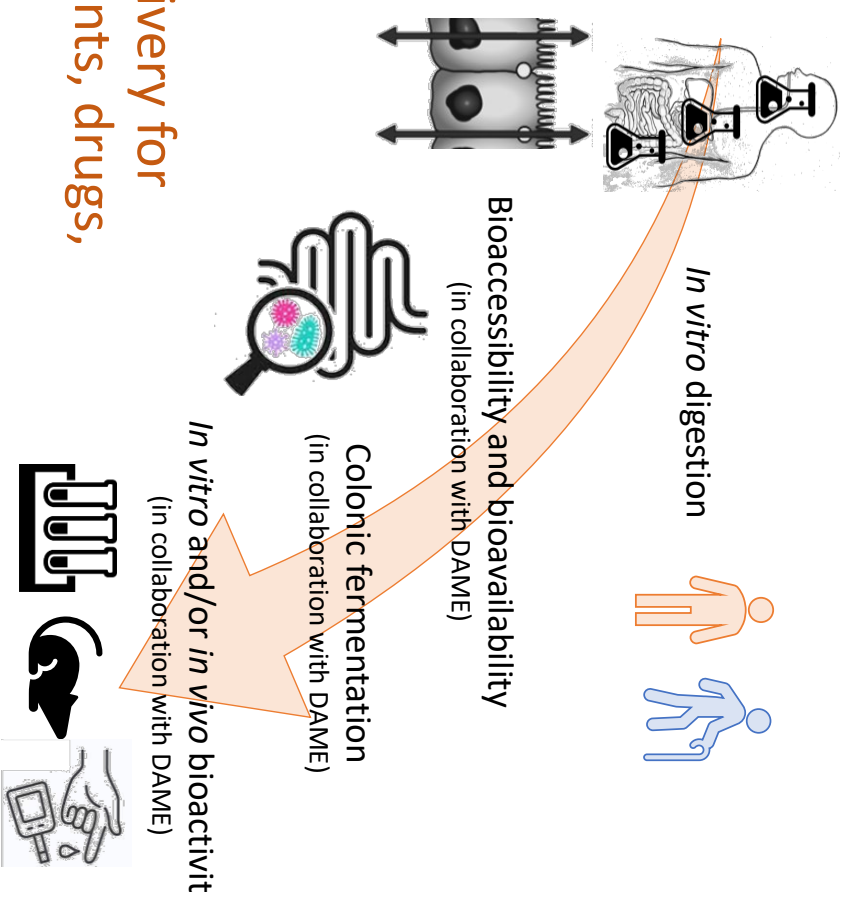 In vitro digestion
Bioaccessibility and bioavailability
(in collaboration with DAME)
Colonic fermentation
(in collaboration with DAME)
In vitro and/or in vivo bioactivit
(in collaboration with DAME)
ivery for
nts, drugs,